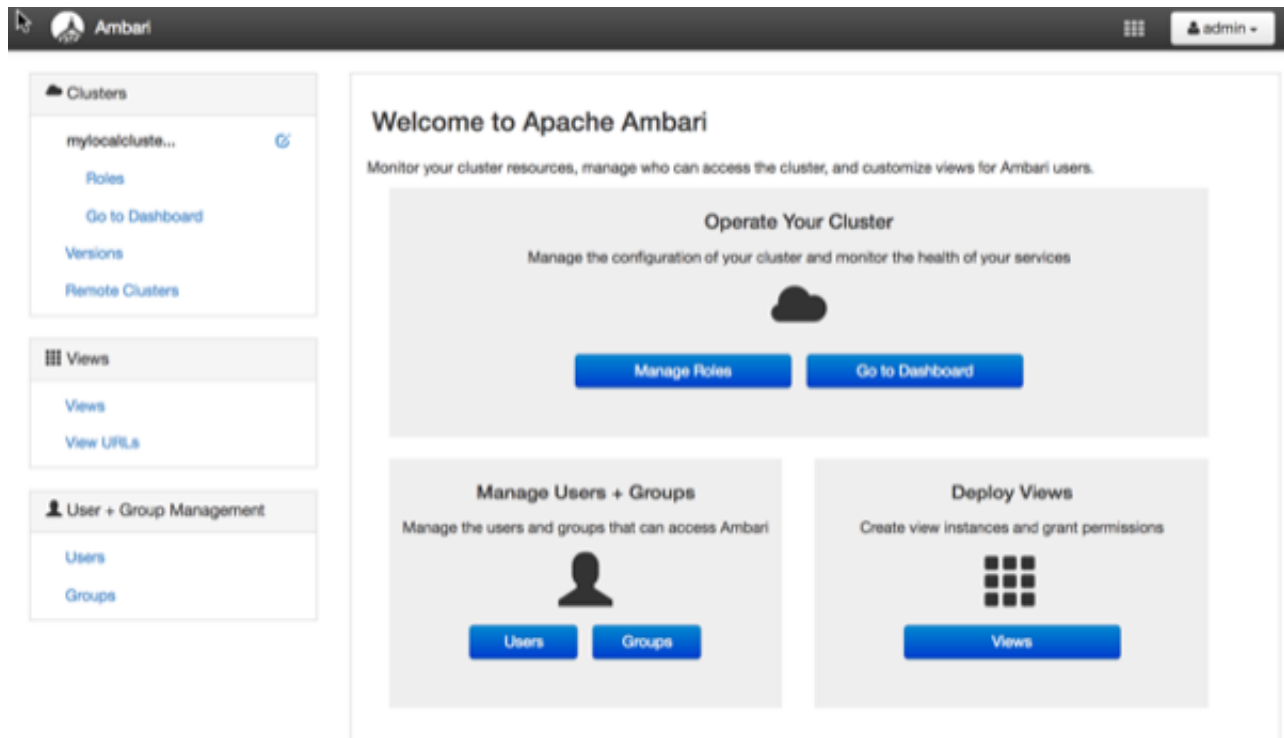 Ambari
admin
Clusters
mylocalcluste...
Roles
Go to Dashboard
Versions
Remote Clusters
Views
Views
View URLs
User + Group Management
Users
Groups
Welcome to Apache Ambari
Monitor your cluster resources, manage who can access the cluster, and customize views for Ambari users.
Operate Your Cluster
Manage the configuration of your cluster and monitor the health of your services
Manage Roles
Go to Dashboard
Manage Users + Groups
Manage the users and groups that can access Ambari
Users
Groups
Deploy Views
Create view instances and grant permissions
Views